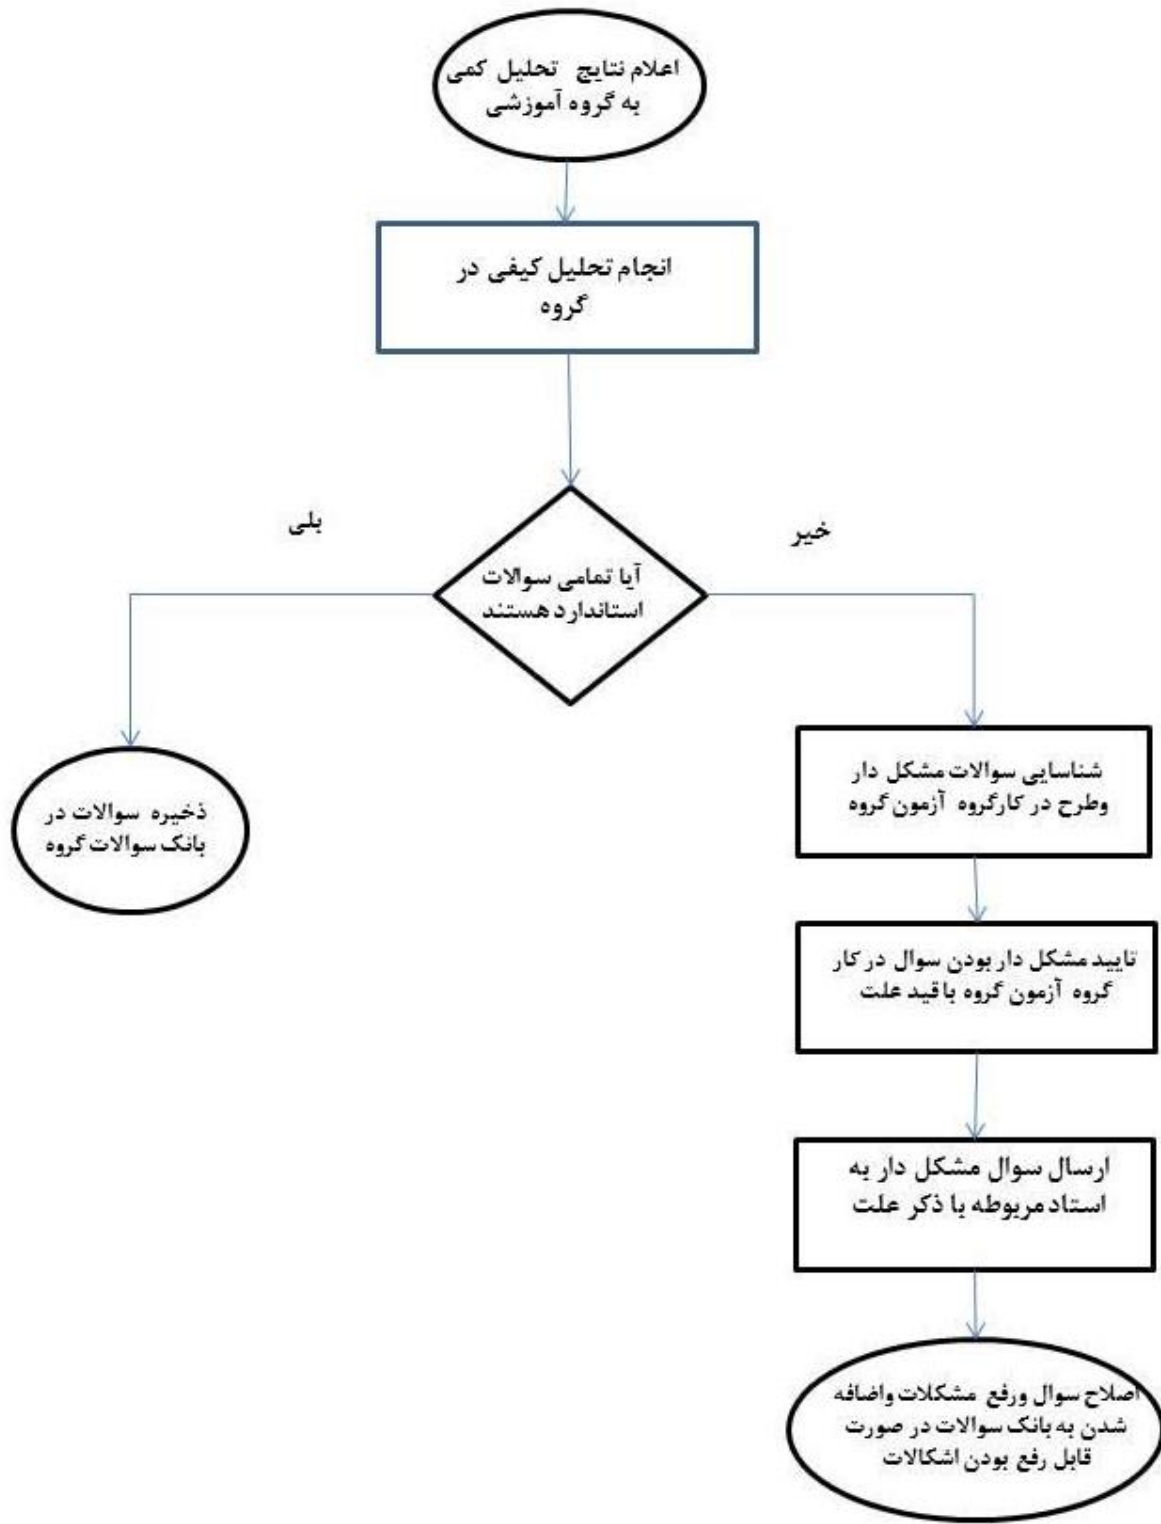 اعلام نتایج تحلیل کمی
به گروه آموزشی
انجام تحلیل کیفی در
گروه
خیر
بلی
آیا تمامی سوالات
استاندارد هستند
شناسایی سوالات مشکل دار
وطرح در کارگروه آزمون گروه
ذخیره سوالات در
بانک سوالات گروه
تایید مشکل دار بودن سوال در کار
گروه آزمون گروه با قید علت
ارسال سوال مشکل دار به
استاد مربوطه با ذکر علت
اصلاح سوال ورفع مشکلات واضافه
شدن به بانک سوالات در صورت
قابل رفع بودن اشکالات